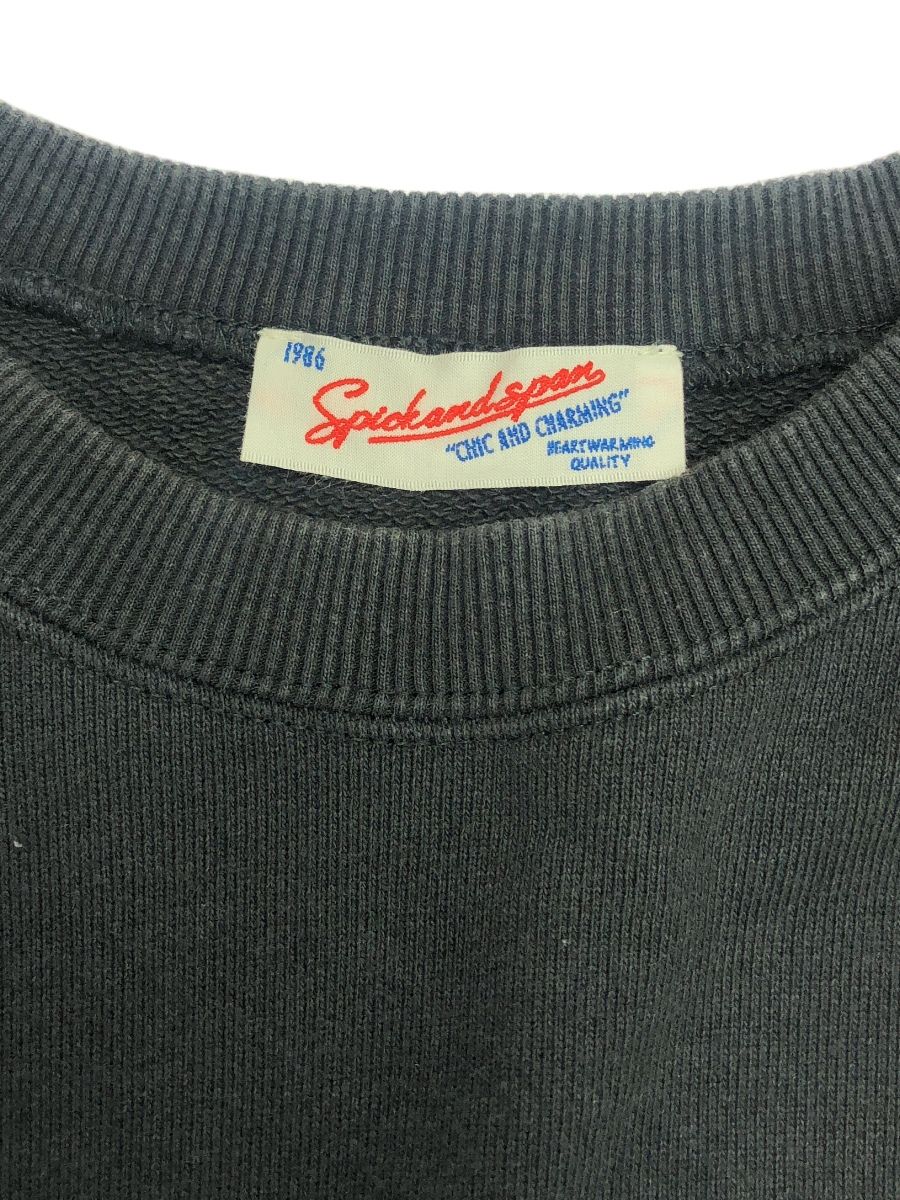 1986
Spickandspan
"CHIC AND CHARMING"
HEARTWARMING
QUALITY